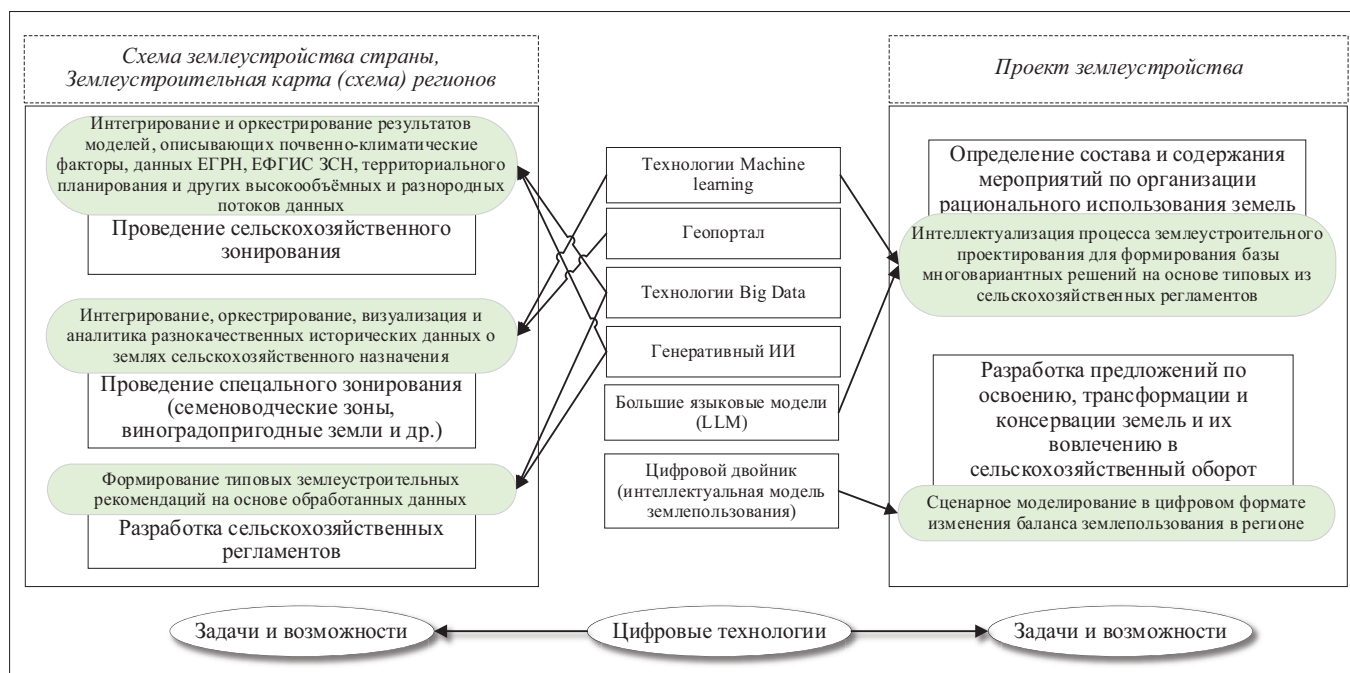 Схема землеустройства страны,
Землеустроительная карта (схема) регионов
Интегрирование и оркестрирование результатов
моделей, описывающих почвенно-климатические
факторы, данных ЕГРН, ЕФГИС ЗСН, территориального
планирования и других высокообъёмных и разнородных
потоков данных
Проведение сельскохозяйственного
зонирования
Интегрирование, оркестрирование, визуализация и
аналитика разнокачественных исторических данных о
землях сельскохозяйственного назначения
Проведение спецального зонирования
(семеноводческие зоны,
виноградопригодные земли и др.)
Формирование типовых землеустроительных
рекомендаций на основе обработанных данных
Разработка сельскохозяйственных
регламентов
Технологии Machine
learning
Геопортал
Технологии Big Data
Генеративный ИИ
Большие языковые модели
(LLM)
Цифровой двойник
(интеллектуальная модель
землепользования)
Проект землеустройства
Определение состава и содержания
мероприятий по организации
рационального использования земель
Интеллектуализация процесса землеустроительного
проектирования для формирования базы
многовариантных решений на основе типовых из
сельскохозяйственных регламентов
Разработка предложений по
освоению, трансформации и
консервации земель и их
вовлечению в
сельскохозяйственный оборот
Сценарное моделирование в цифровом формате
изменения баланса землепользования в регионе
Задачи и возможности
Цифровые технологии
Задачи и возможности